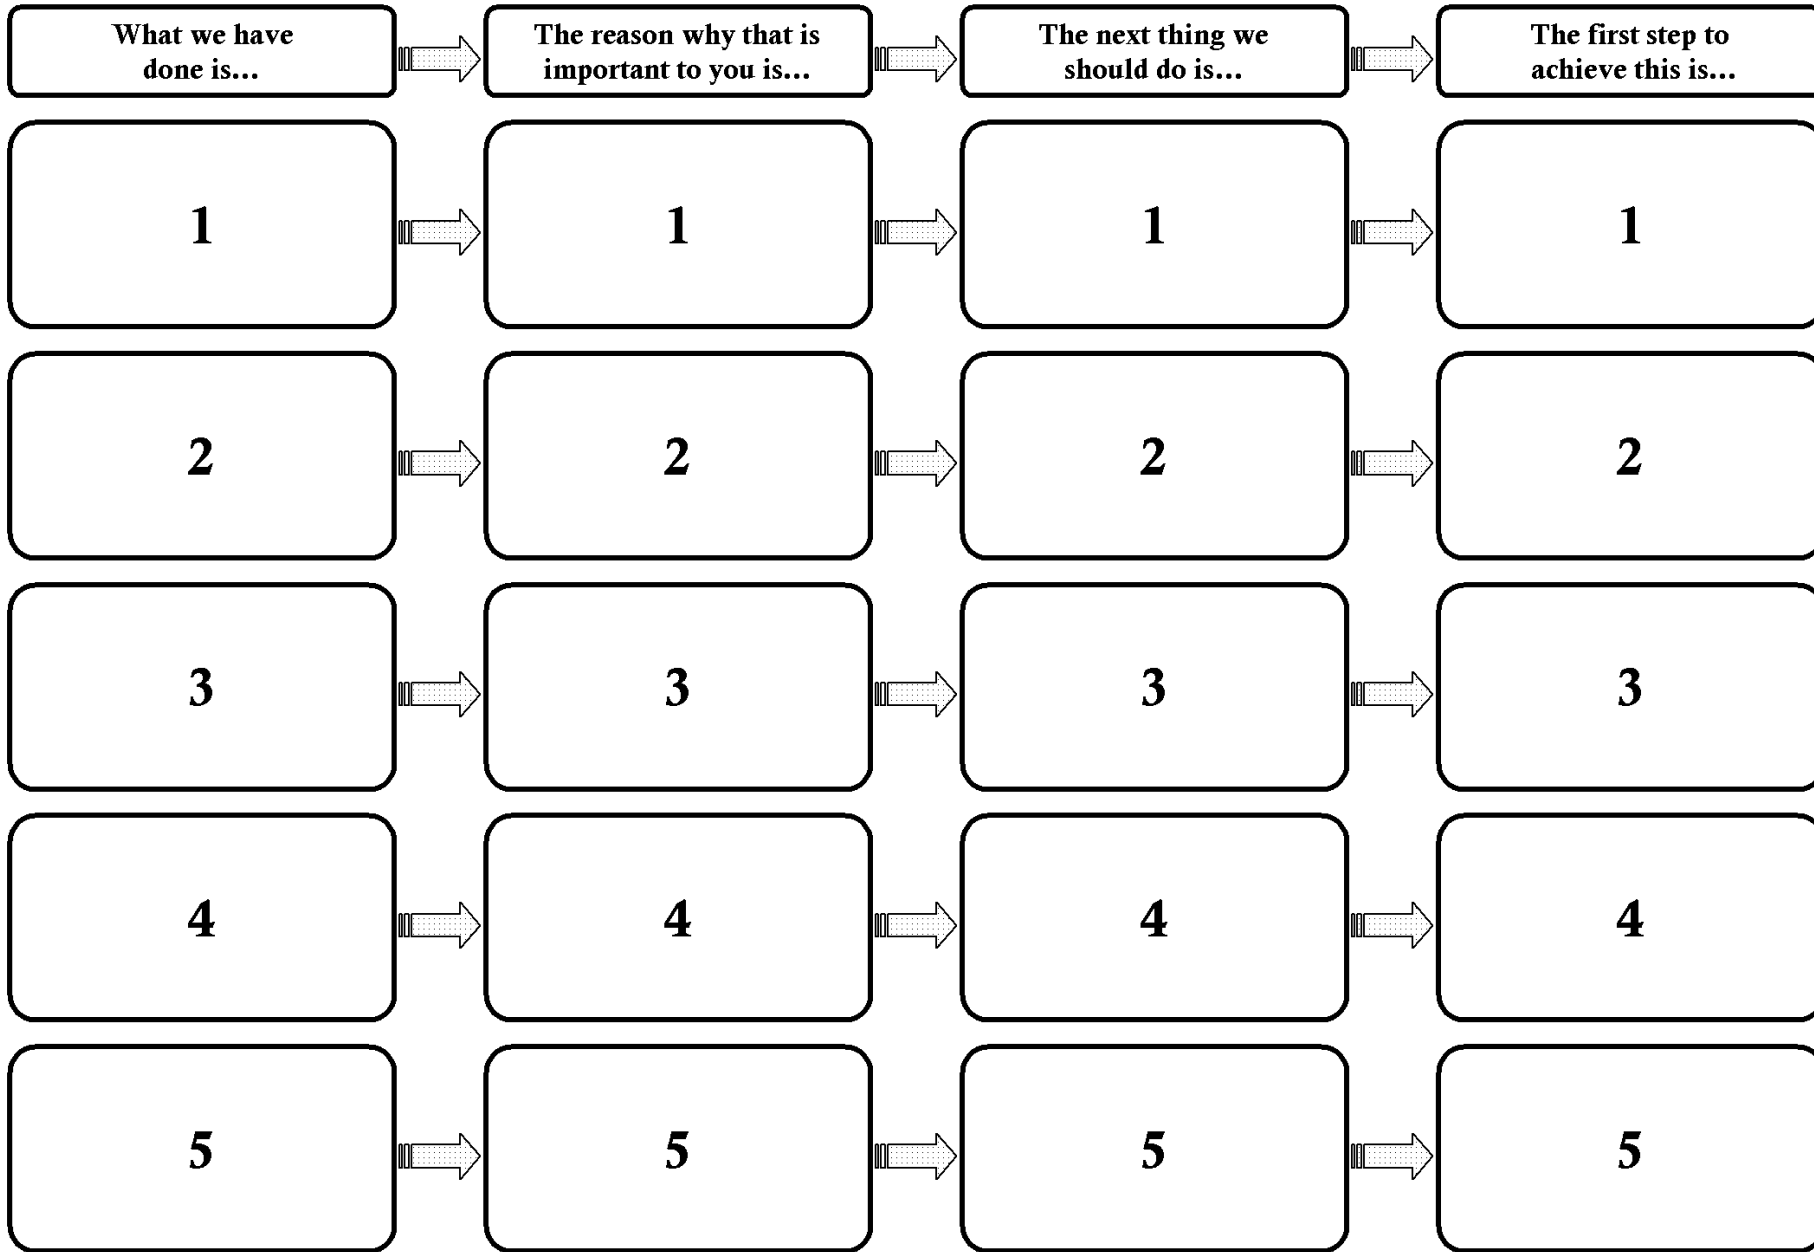 What we have
done is...
The reason why that is
important to you is...
The next thing we
should do is...
The first step to
achieve this is...
1
1
1
1
2
2
2
2
3
3
3
3
4
4
4
4
5
5
5
5